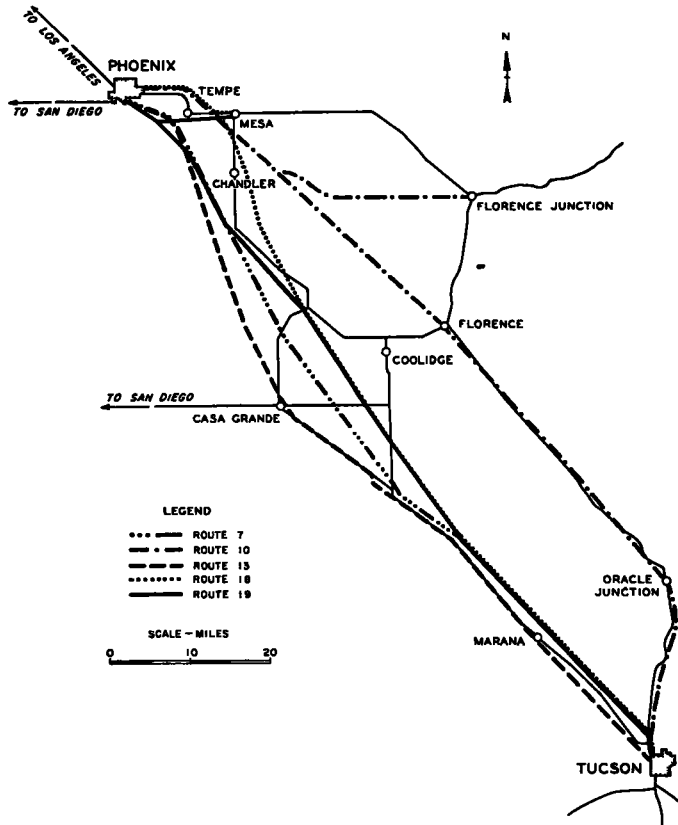 TO LOS ANGELES
N
PHOENIX
TEMPE
TO SAN DIEGO
MESA
CHANDLER
FLORENCE JUNCTION
FLORENCE
COOLIDGE
TO SAN DIEGO
CASA GRANDE
LEGEND
ROUTE 7
ROUTE 10
ROUTE 13
ROUTE 18
ROUTE 19
ORACLE
JUNCTION
SCALE - MILES
0 10 20
MARANA
TUCSON